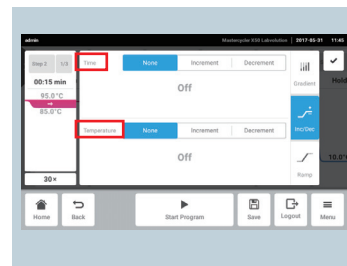 admin Mastercycler X50 Labvolution 2017-05-31 11:45
Step 2 1/3 Time None Increment Decrement
00:15 min Off Gradient Hold
95.0°C
85.0°C
Inc/Dec
Temperature None Increment Decrement
Off
Ramp 10.0°
30×
Home Back Start Program Save Logout Menu